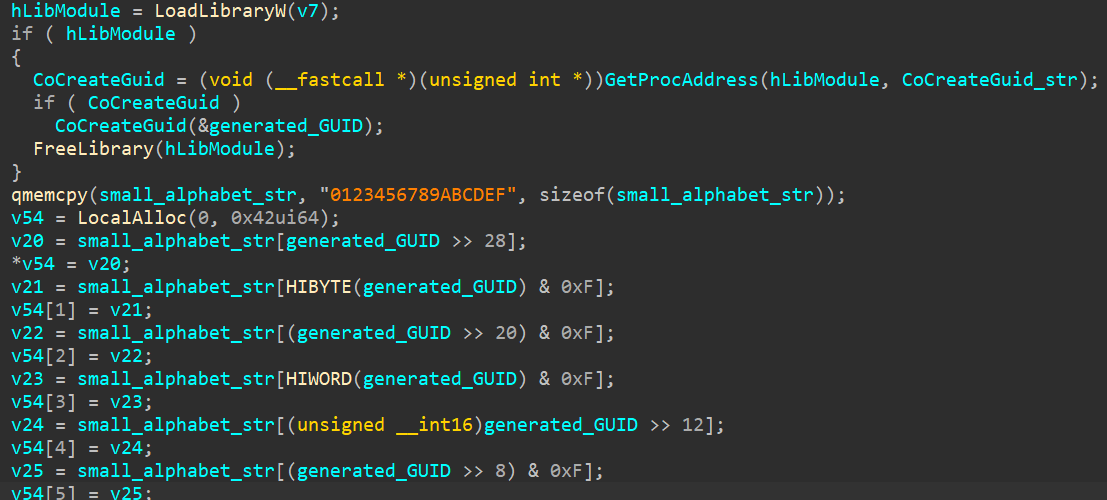 hLibModule = LoadLibraryW(v7);
if ( hLibModule )
{
  CoCreateGuid = (void (__fastcall *)(unsigned int *))GetProcAddress(hLibModule, CoCreateGuid_str);
  if ( CoCreateGuid )
    CoCreateGuid(&generated_GUID);
  FreeLibrary(hLibModule);
}
qmemcpy(small_alphabet_str, "0123456789ABCDEF", sizeof(small_alphabet_str));
v54 = LocalAlloc(0, 0x42ui64);
v20 = small_alphabet_str[generated_GUID >> 28];
*v54 = v20;
v21 = small_alphabet_str[HIBYTE(generated_GUID) & 0xF];
v54[1] = v21;
v22 = small_alphabet_str[(generated_GUID >> 20) & 0xF];
v54[2] = v22;
v23 = small_alphabet_str[HIWORD(generated_GUID) & 0xF];
v54[3] = v23;
v24 = small_alphabet_str[(unsigned __int16)generated_GUID >> 12];
v54[4] = v24;
v25 = small_alphabet_str[(generated_GUID >> 8) & 0xF];
v54[5] = v25;